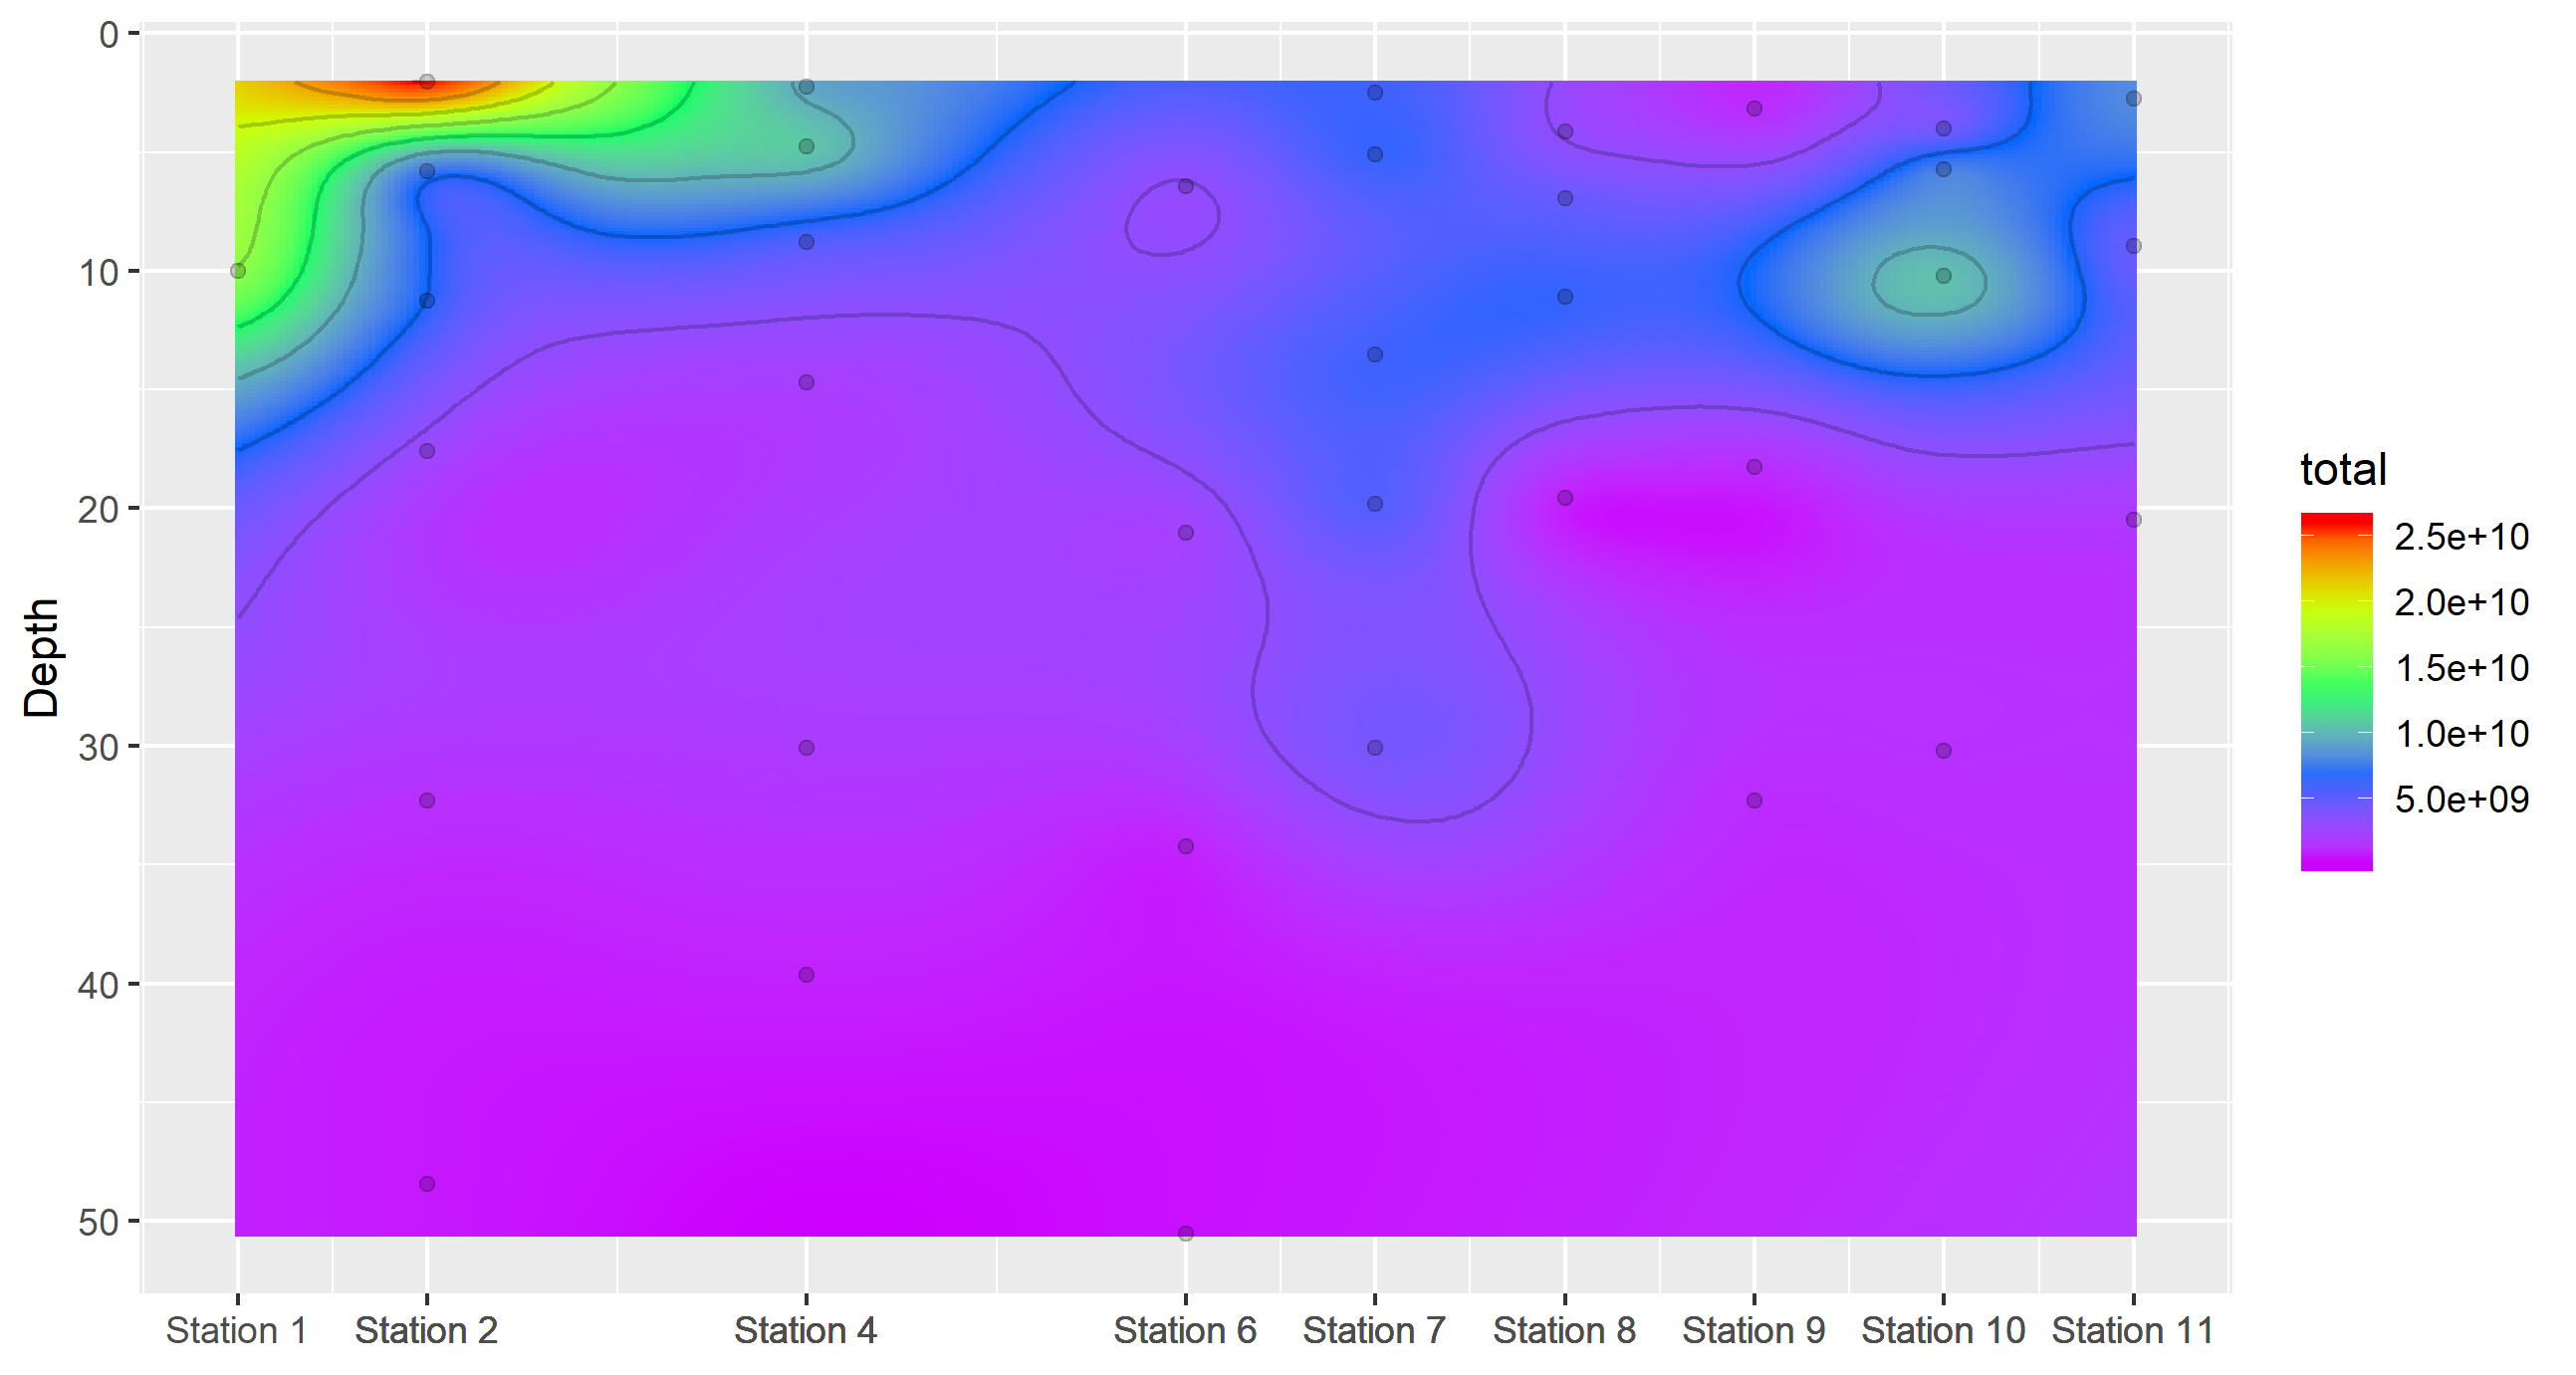 0
10
20
30
40
50
Depth
Station 1
Station 2
Station 4
Station 6
Station 7
Station 8
Station 9
Station 10
Station 11
total
2.5e+10
2.0e+10
1.5e+10
1.0e+10
5.0e+09